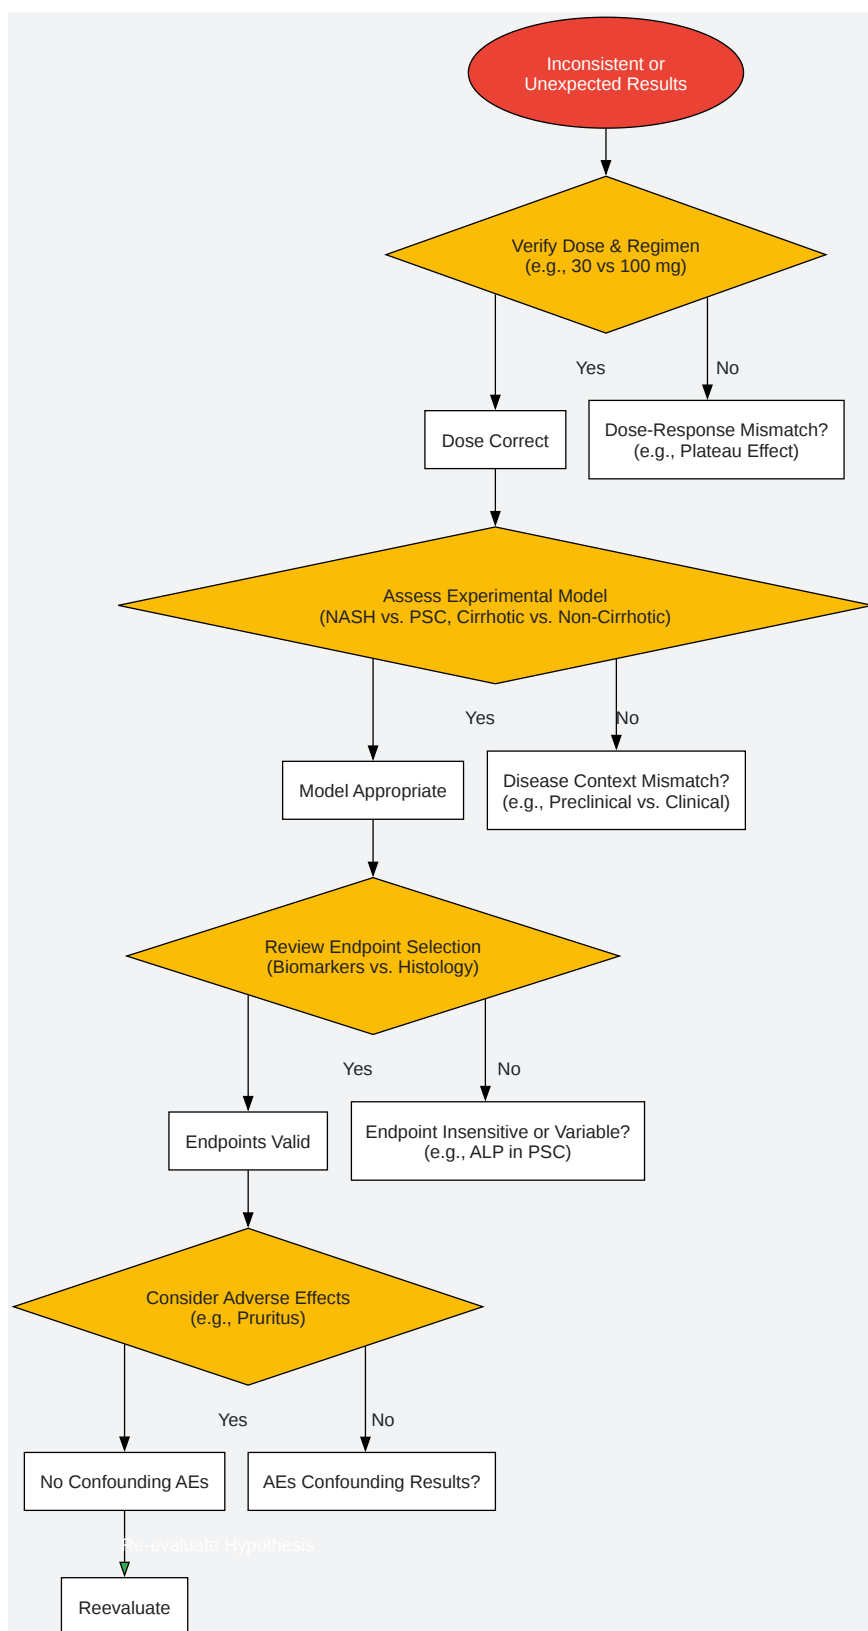 Inconsistent or
Unexpected Results
Verify Dose & Regimen
(e.g., 30 vs 100 mg)
Yes
No
Dose Correct
Dose-Response Mismatch?
(e.g., Plateau Effect)
Assess Experimental Model
(NASH vs. PSC, Cirrhotic vs. Non-Cirrhotic)
Yes
No
Model Appropriate
Disease Context Mismatch?
(e.g., Preclinical vs. Clinical)
Review Endpoint Selection
(Biomarkers vs. Histology)
Yes
No
Endpoints Valid
Endpoint Insensitive or Variable?
(e.g., ALP in PSC)
Consider Adverse Effects
(e.g., Pruritus)
Yes
No
No Confounding AEs
AEs Confounding Results?
Re-evaluate Hypothesis
Reevaluate